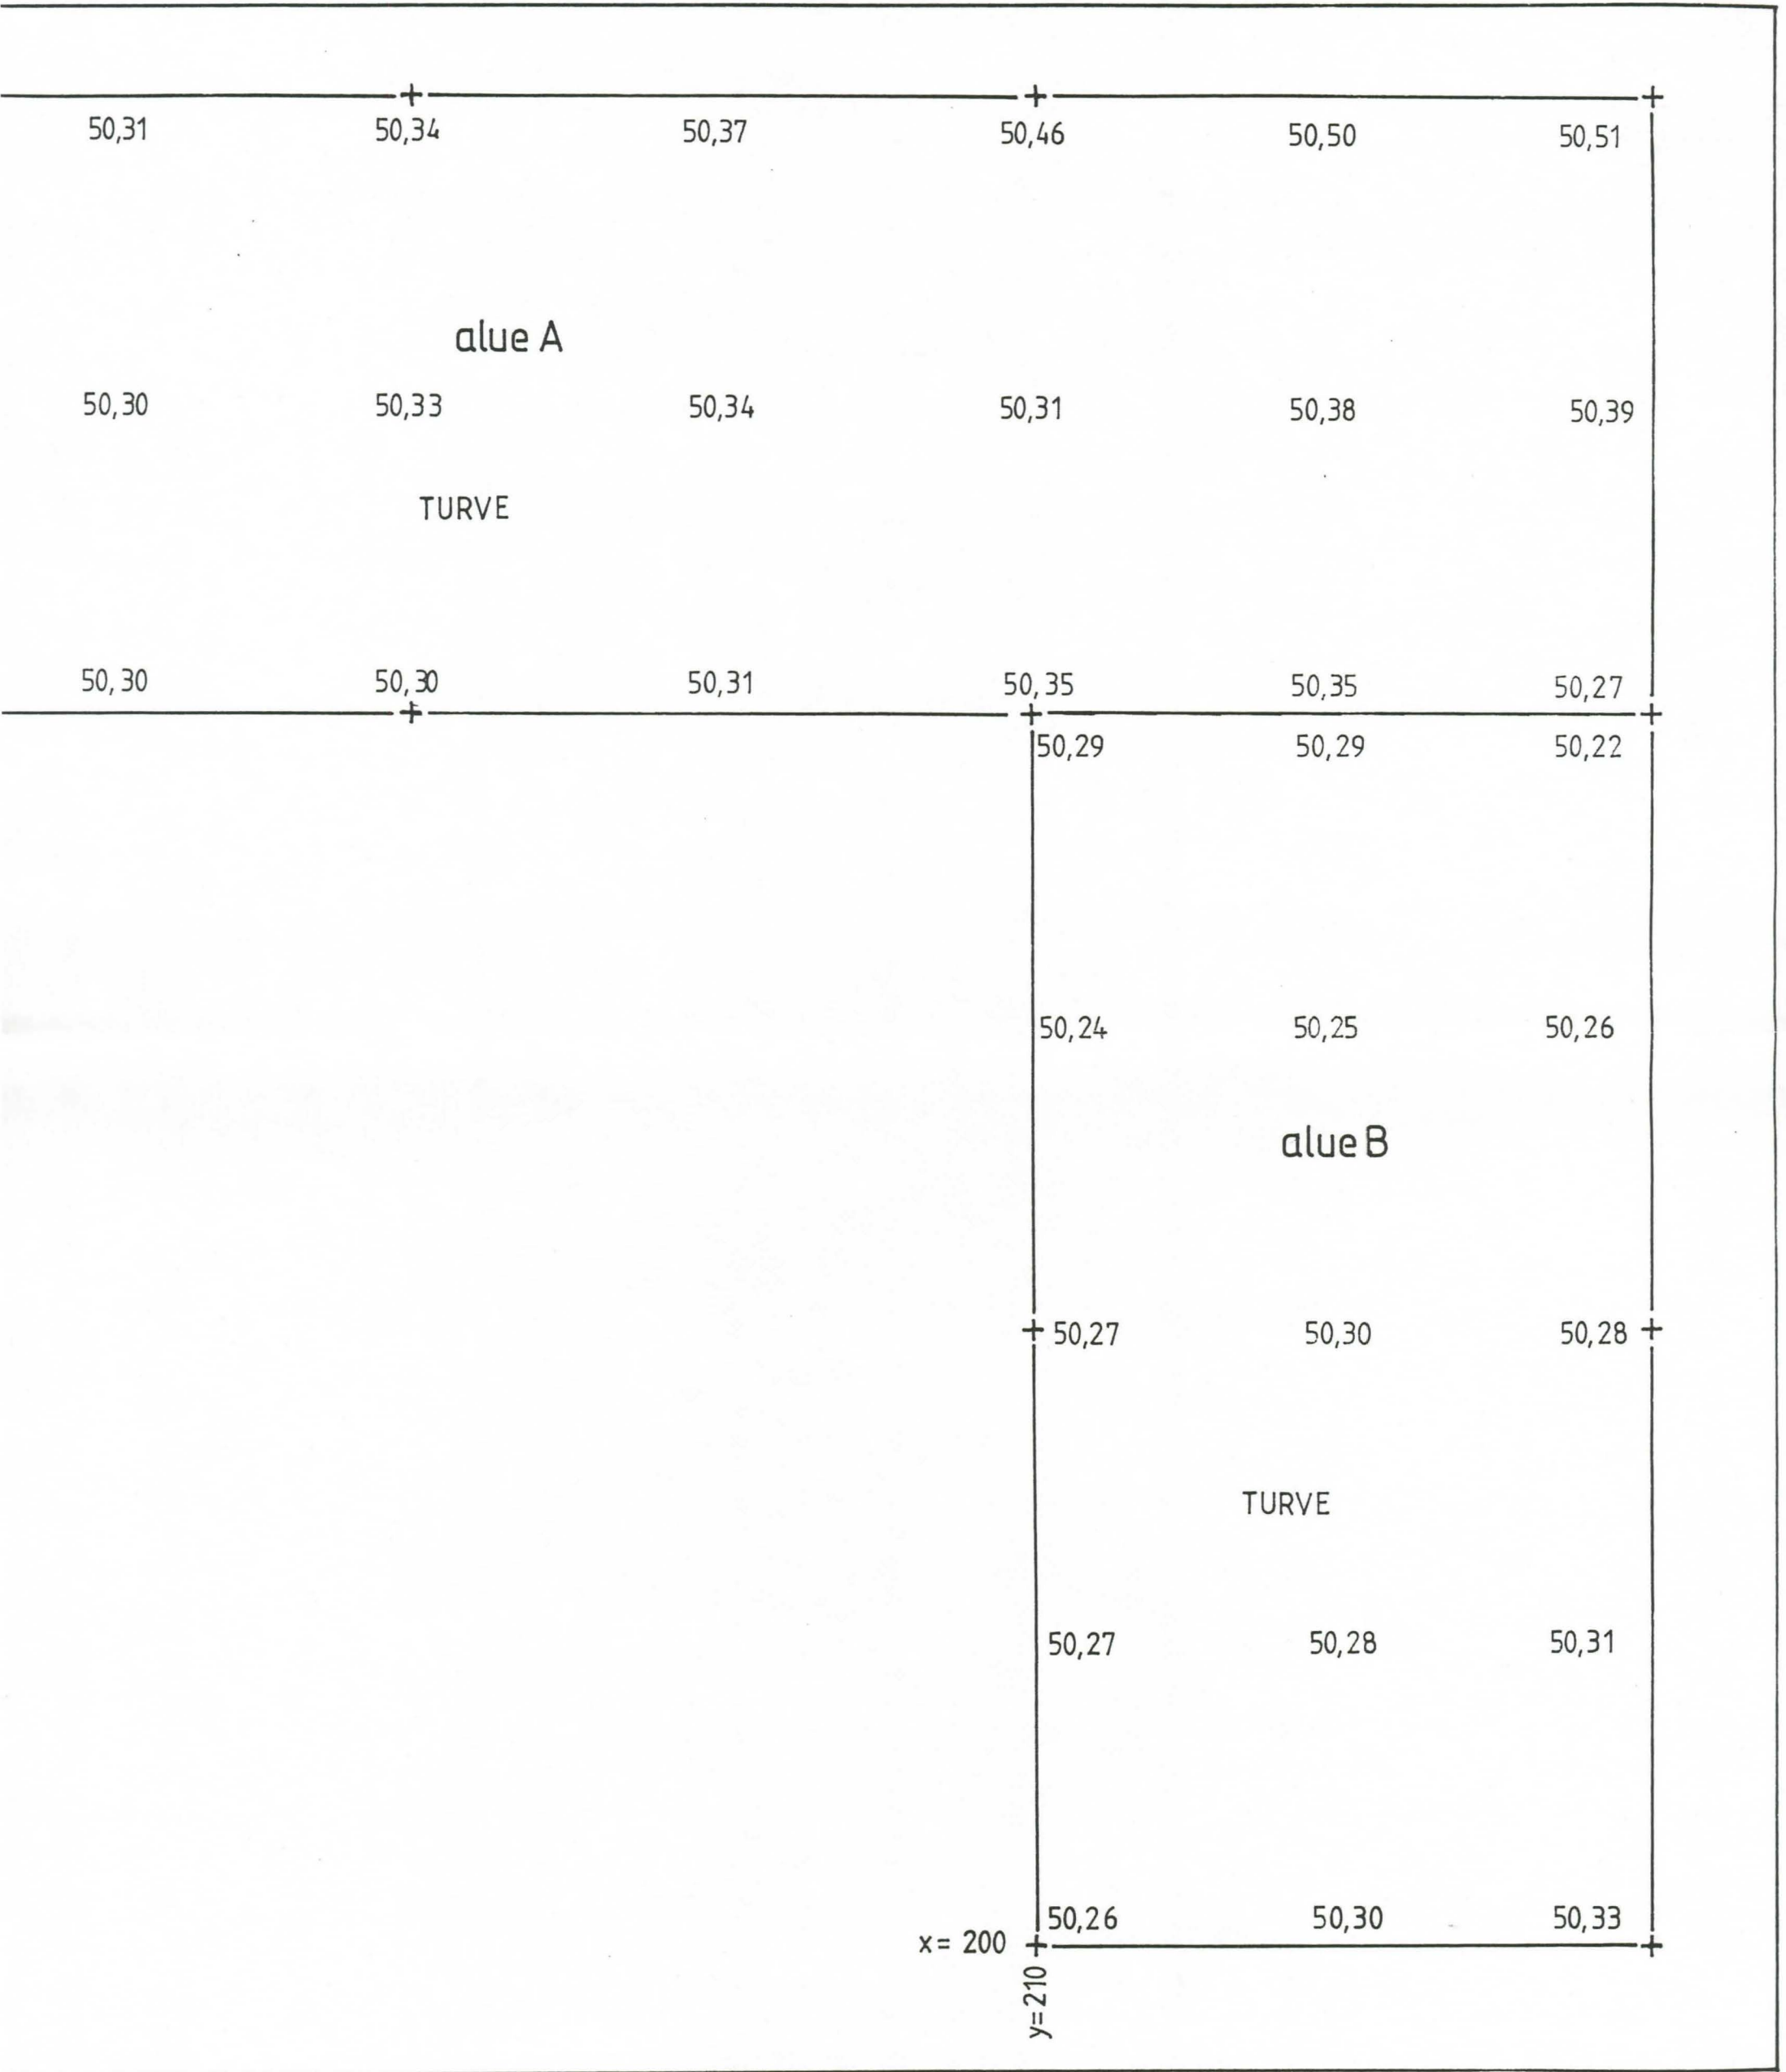 50,31 50,34 50,37 50,46 50,50 50,51
alue A
50,30 50,33 50,34 50,31 50,38 50,39
TURVE
50,30 50,30 50,31 50,35 50,35 50,27
50,29 50,29 50,22
50,24 50,25 50,26
alue B
50,27 50,30 50,28
TURVE
50,27 50,28 50,31
50,26 50,30 50,33
x= 200
y=210